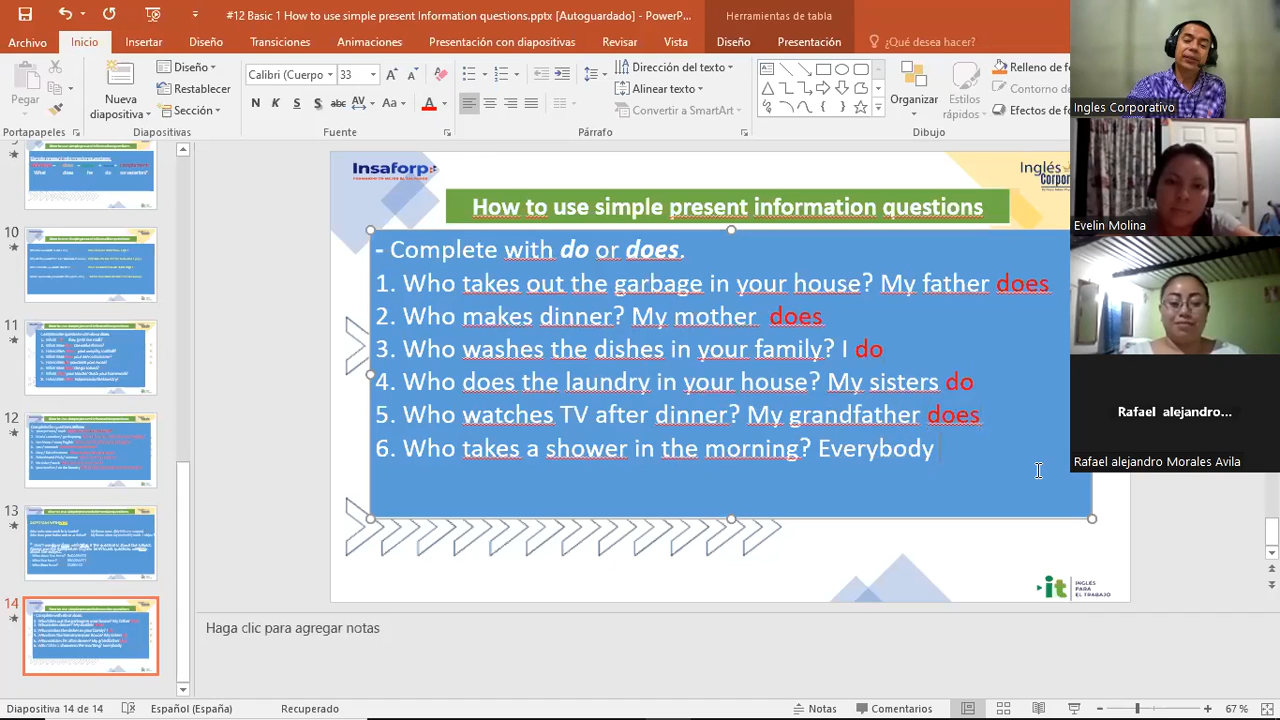 #12 Basic 1 How to use simple present Information questions.pptx [Autoguardado] - PowerP...
Herramientas de tabla
Archivo Inicio Insertar Diseño Transiciones Animaciones Presentación con diapositivas Revisar Vista Diseño Presentación ¿Qué desea hacer?
Pegar
Nueva diapositiva
Diseño
Restablecer
Sección
Calibri (Cuerpo 33
N K S S abc AV Aa A
Dirección del texto
Alinear texto
Convertir a SmartArt
Organizar
Estilos rápidos
Relleno de f
Contorno de
Efectos de fo
Portapapeles Diapositivas Fuente Párrafo Dibujo
10
11
12
13
14
Insaforp
Inglés
How to use simple present information questions
- Complete with do or does
1. Who takes out the garbage in your house? My father does
2. Who makes dinner? My mother does
3. Who the dishes in your family? I do
4. Who does the laundry in your house? My sisters do
5. Who watches TV after dinner? My grandfather does
6. Who in the everybody
it INGLÉS PARA EL TRABAJO
Haga clic para agregar notas
Ingles Corporativo
Evelin Molina
Rafael alejandro...
Rafael alejandro Morales Avila
Diapositiva 14 de 14 Español (España) Recuperado Notas Comentarios 67 %